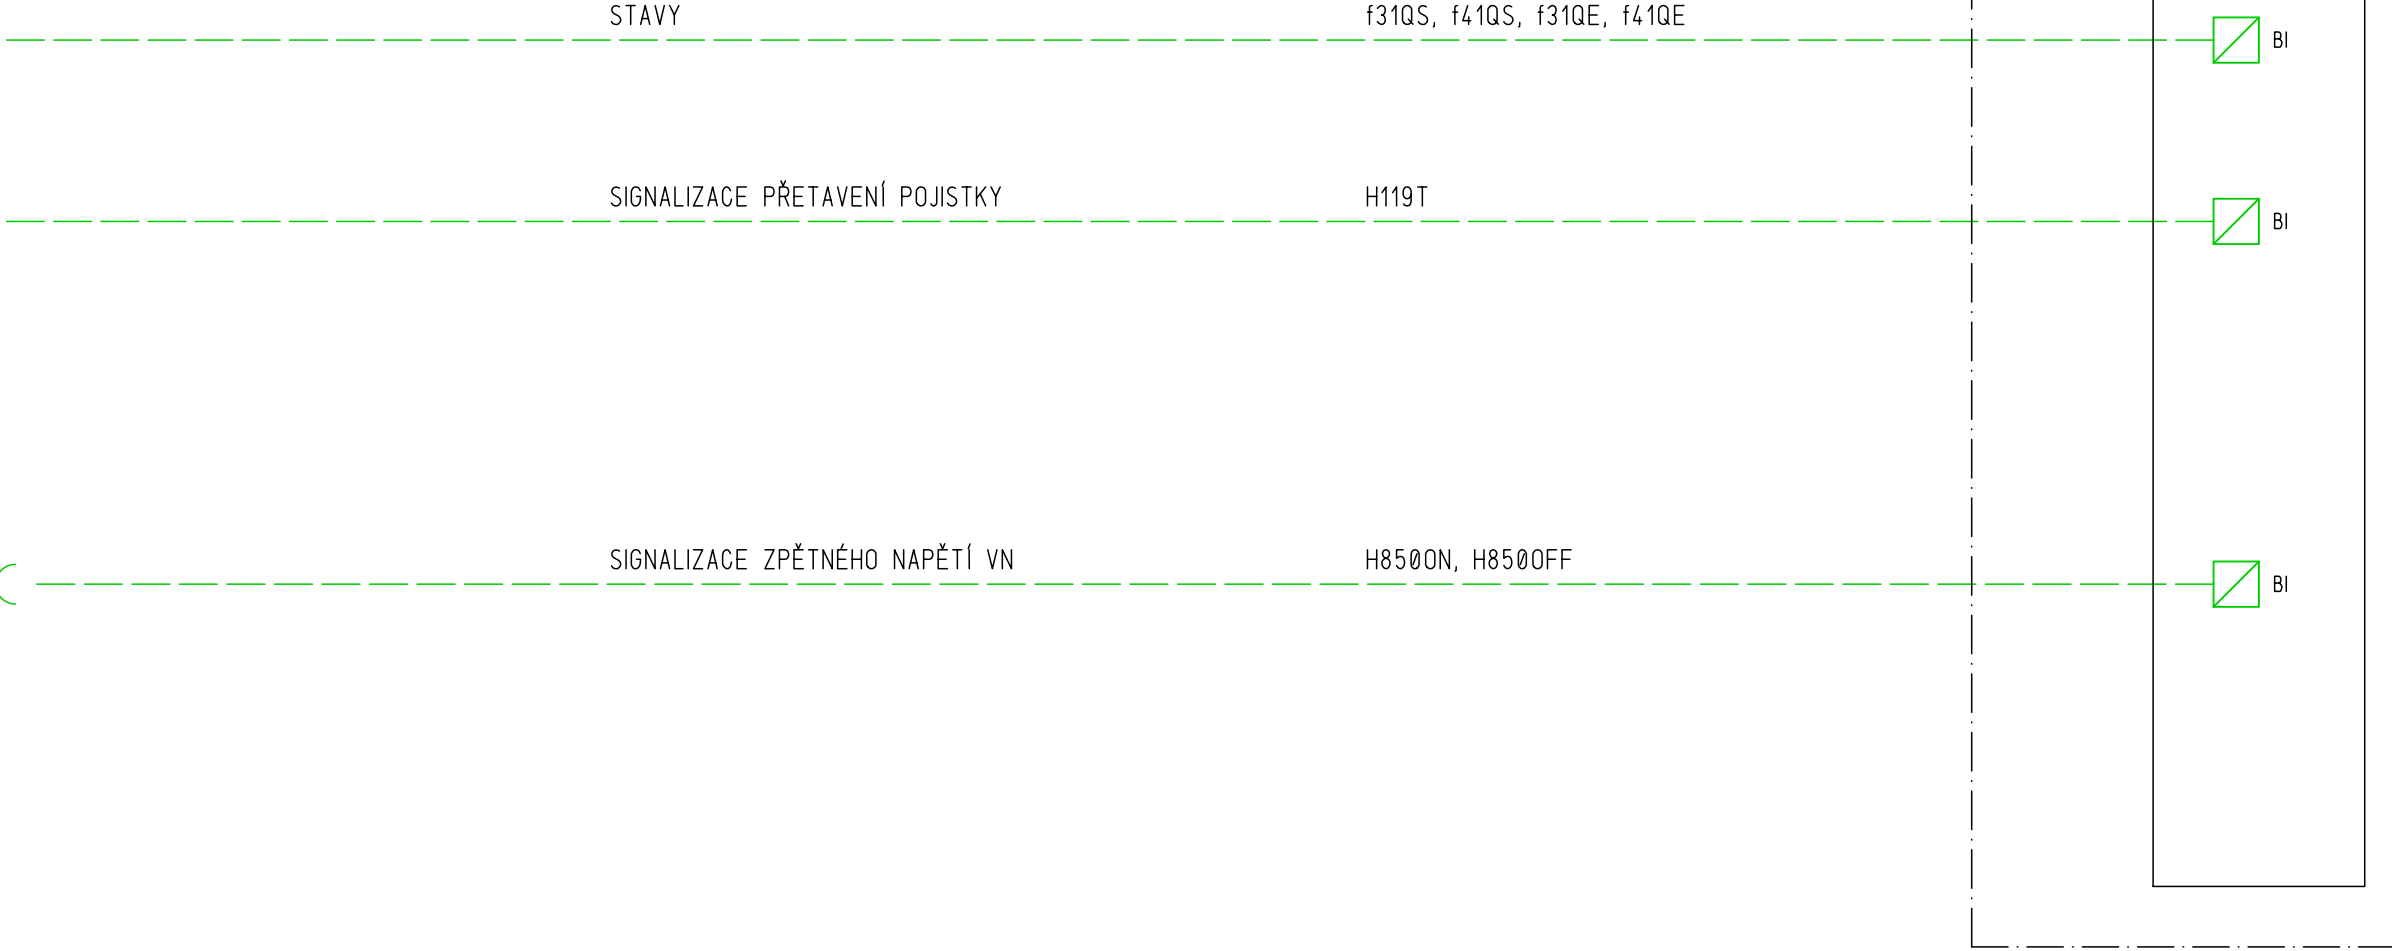 STAVY f31QS, f41QS, f31QE, f41QE BI
SIGNALIZACE PŘETAVENÍ POJISTKY H119T BI
SIGNALIZACE ZPĚTNÉHO NAPĚTÍ VN H850ON, H850OFF BI